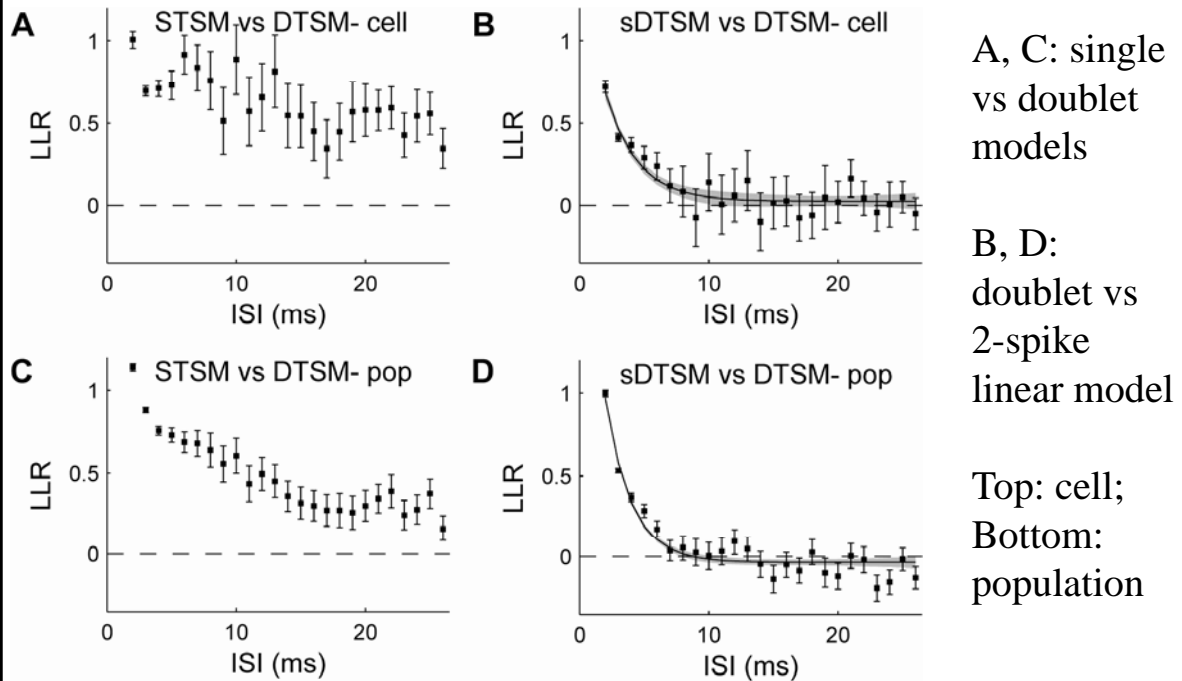 A STSM vs DTSM- cell
1
0.5
0
LLR
0 10 20
ISI (ms)
B sDTSM vs DTSM- cell
1
0.5
0
LLR
0 10 20
ISI (ms)
C STSM vs DTSM- pop
1
0.5
0
LLR
0 10 20
ISI (ms)
D sDTSM vs DTSM- pop
1
0.5
0
LLR
0 10 20
ISI (ms)
A, C: single
vs doublet
models
B, D:
doublet vs
2-spike
linear model
Top: cell;
Bottom:
population